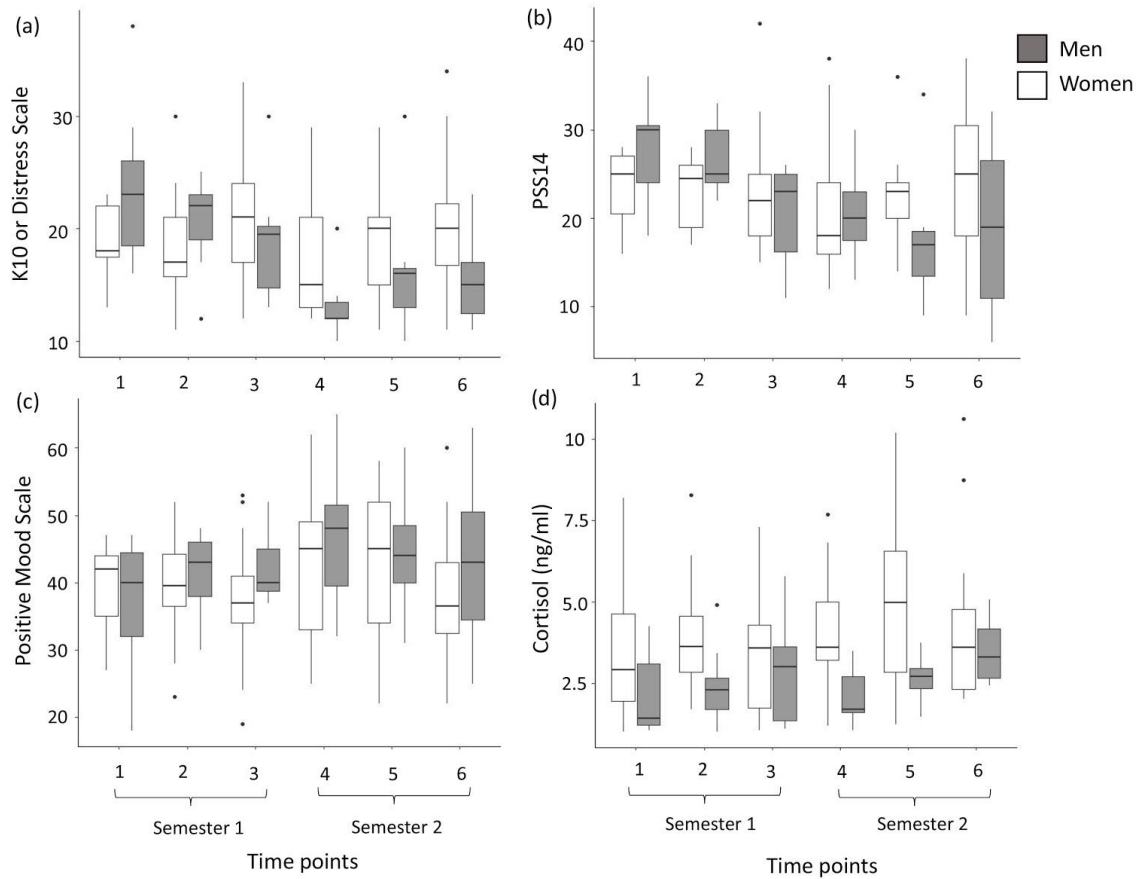 (a)
K10 or Distress Scale
30
20
10
1 2 3 4 5 6
(b)
PSS14
40
30
20
10
1 2 3 4 5 6
Men
Women
(c)
Positive Mood Scale
60
50
40
30
20
1 2 3 4 5 6
Semester 1 Semester 2
Time points
(d)
Cortisol (ng/ml)
10
7.5
5.0
2.5
1 2 3 4 5 6
Semester 1 Semester 2
Time points